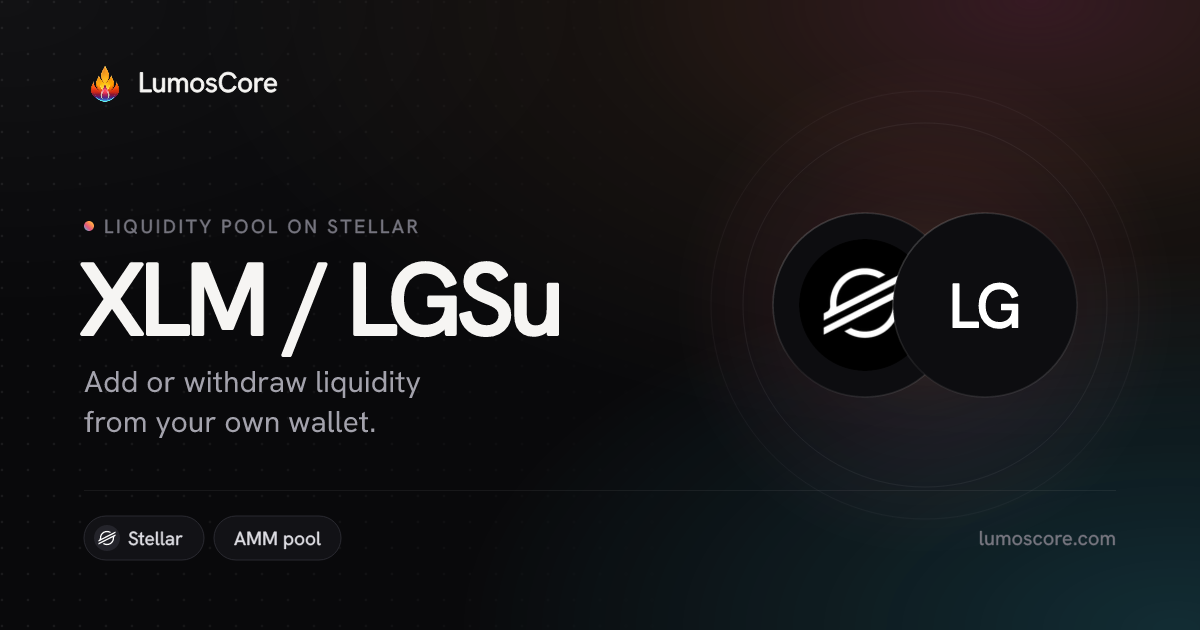 LumosCore
LIQUIDITY POOL ON STELLAR
XLM / LGSu
Add or withdraw liquidity
from your own wallet.
LG
Stellar
AMM pool
lumoscore.com